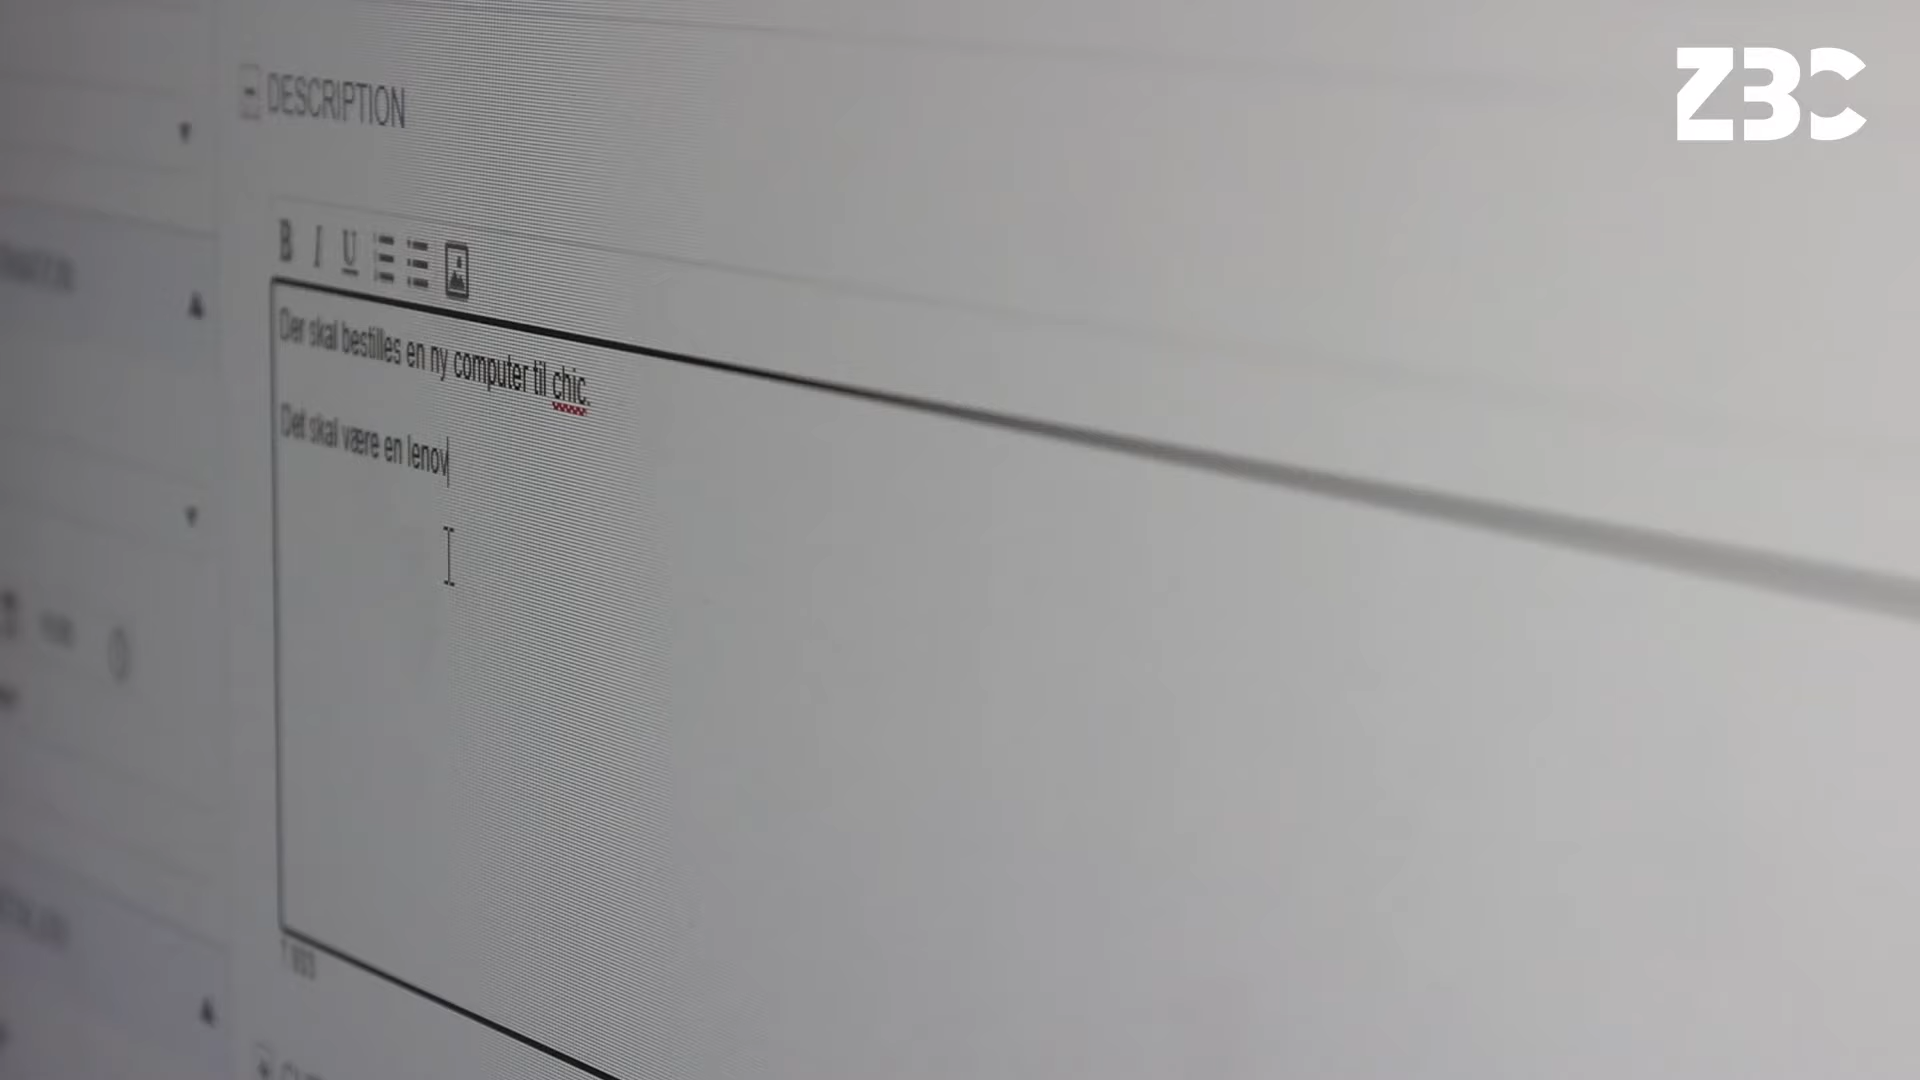 ZBC
DESCRIPTION
B I U
Der skal bestilles en ny computer til chic.
Det skal være en lenov